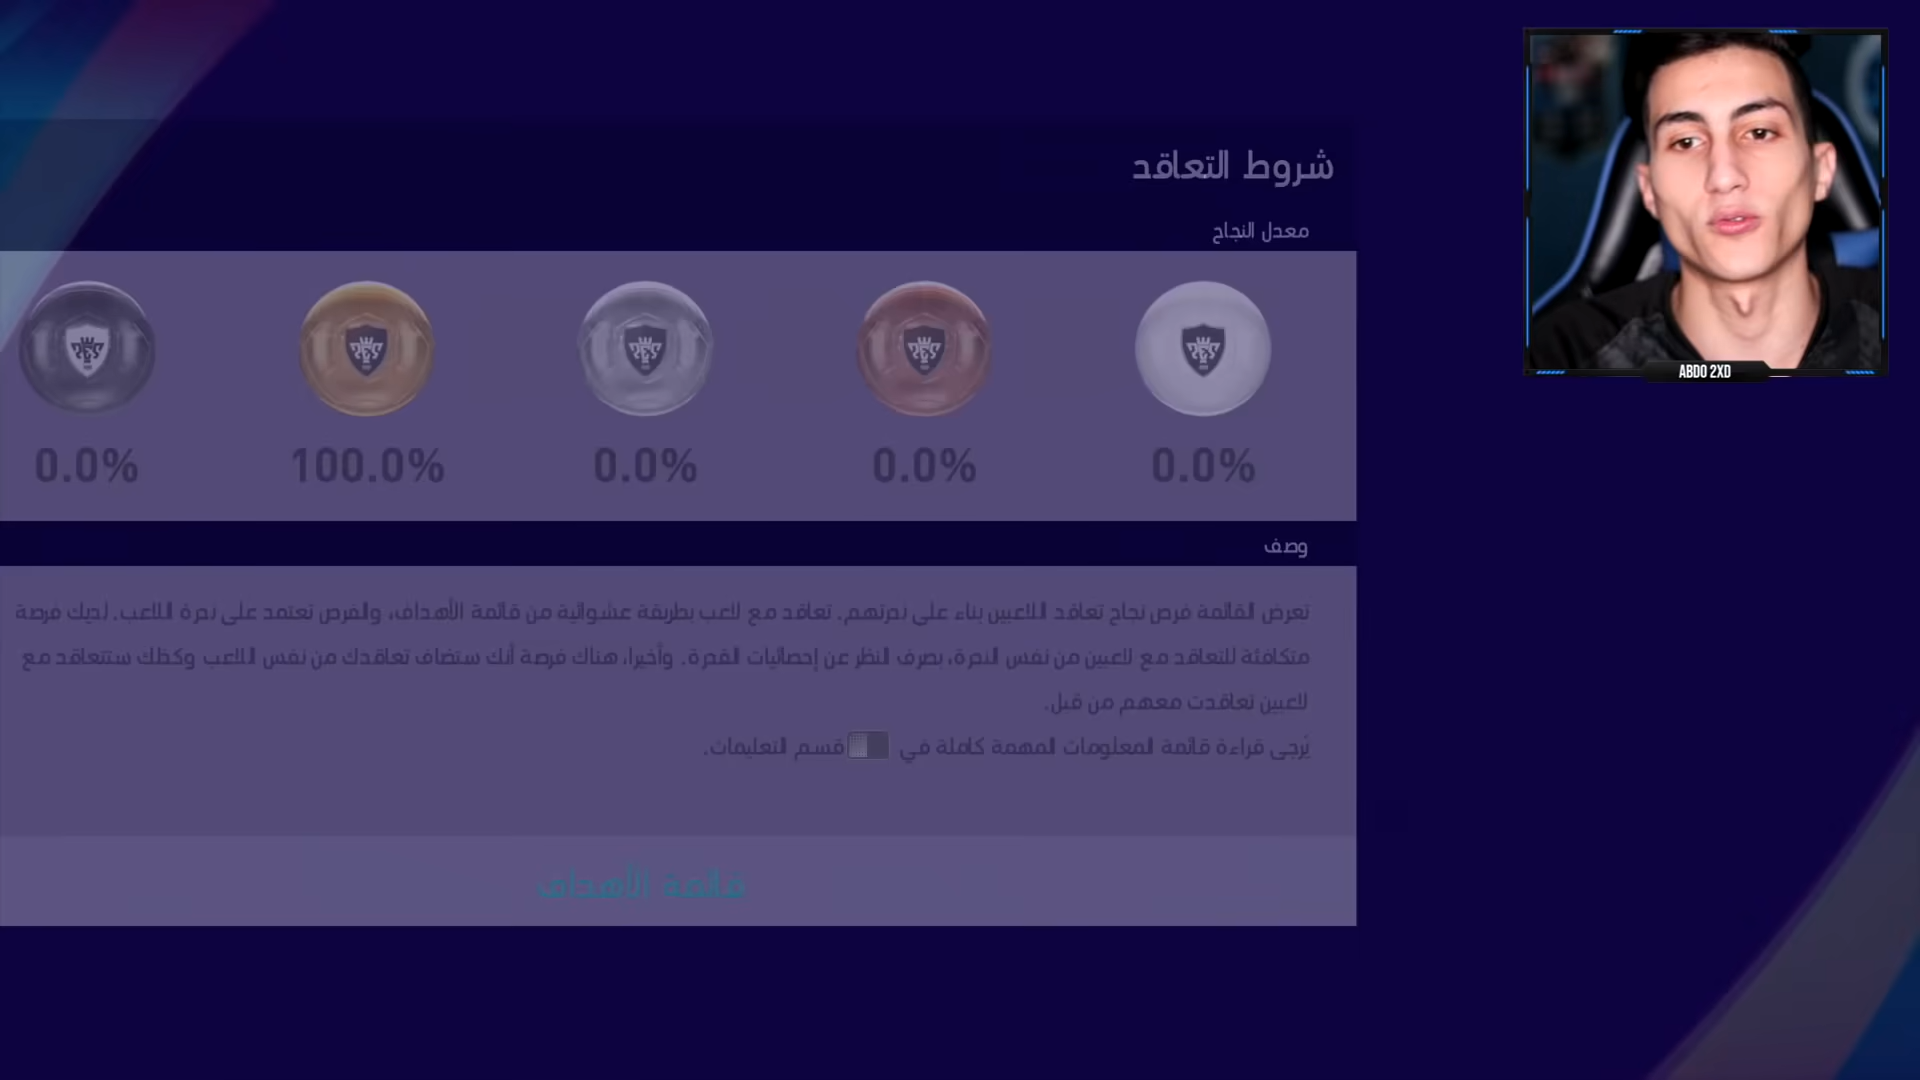 شروط التعاقد
معدل النجاح
0.0% 100.0% 0.0% 0.0% 0.0%
وصف
تعرض القائمة فرص نجاح تعاقد اللاعبين بناء على ندرتهم. تعاقد مع لاعب بطريقة عشوائية من قائمة الأهداف، والفرص تعتمد على ندرة اللاعب. لديك فرصة
متكافئة للتعاقد مع لاعبين من نفس الندرة، بصرف النظر عن إحصائيات القدرة. وأخيرا، هناك فرصة أنك ستضاف تعاقدك من نفس اللاعب وكذلك ستتعاقد مع
لاعبين تعاقدت معهم من قبل.
يُرجى قراءة قائمة المعلومات المهمة كاملة في قسم التعليمات.
قائمة الأهداف
ABDO 2XD